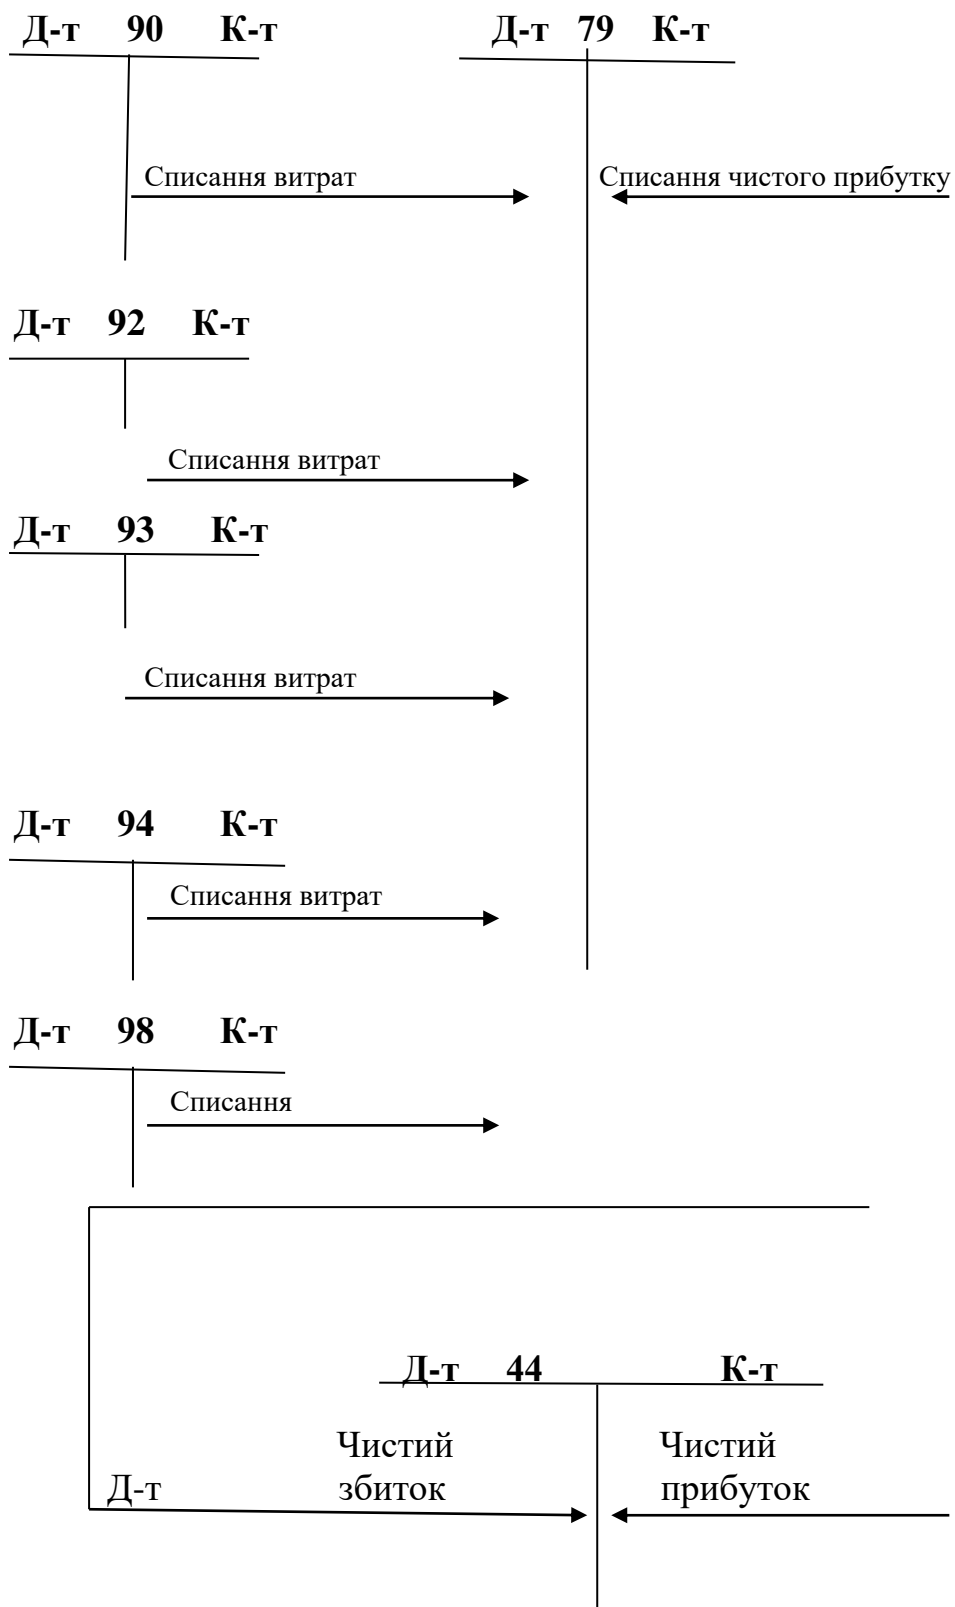 Д-т 90 К-т Д-т 79 К-т
Списання витрат Списання чистого прибутку
Д-т 92 К-т
Списання витрат
Д-т 93 К-т
Списання витрат
Д-т 94 К-т
Списання витрат
Д-т 98 К-т
Списання
Д-т 44 К-т
Чистий Чистий
Д-т збиток прибуток